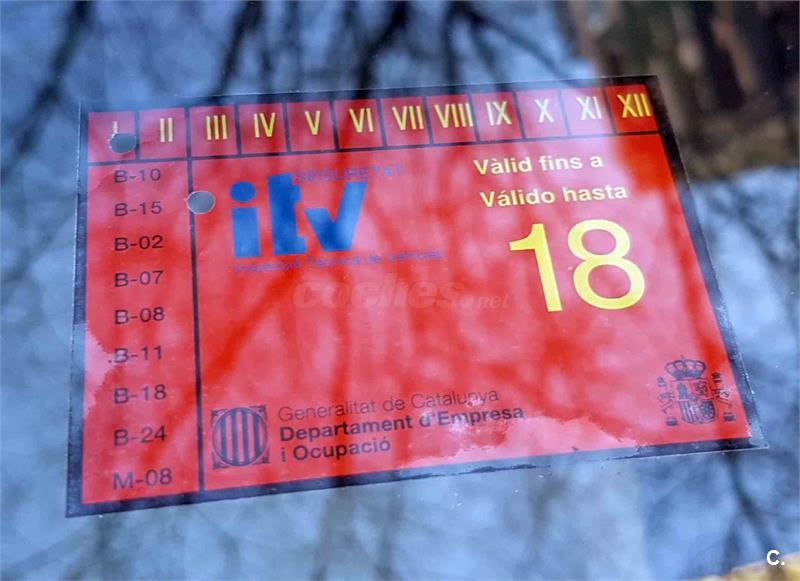 I II III IV V VI VII VIII IX X XI XII
B-10
B-15
B-02
B-07
B-08
B-11
B-18
B-24
M-08
SEGURETAT
itv
Inspecció Tècnica de Vehicles
Vàlid fins a
Válido hasta
18
coches.net
Generalitat de Catalunya
Departament d'Empresa
i Ocupació
C.